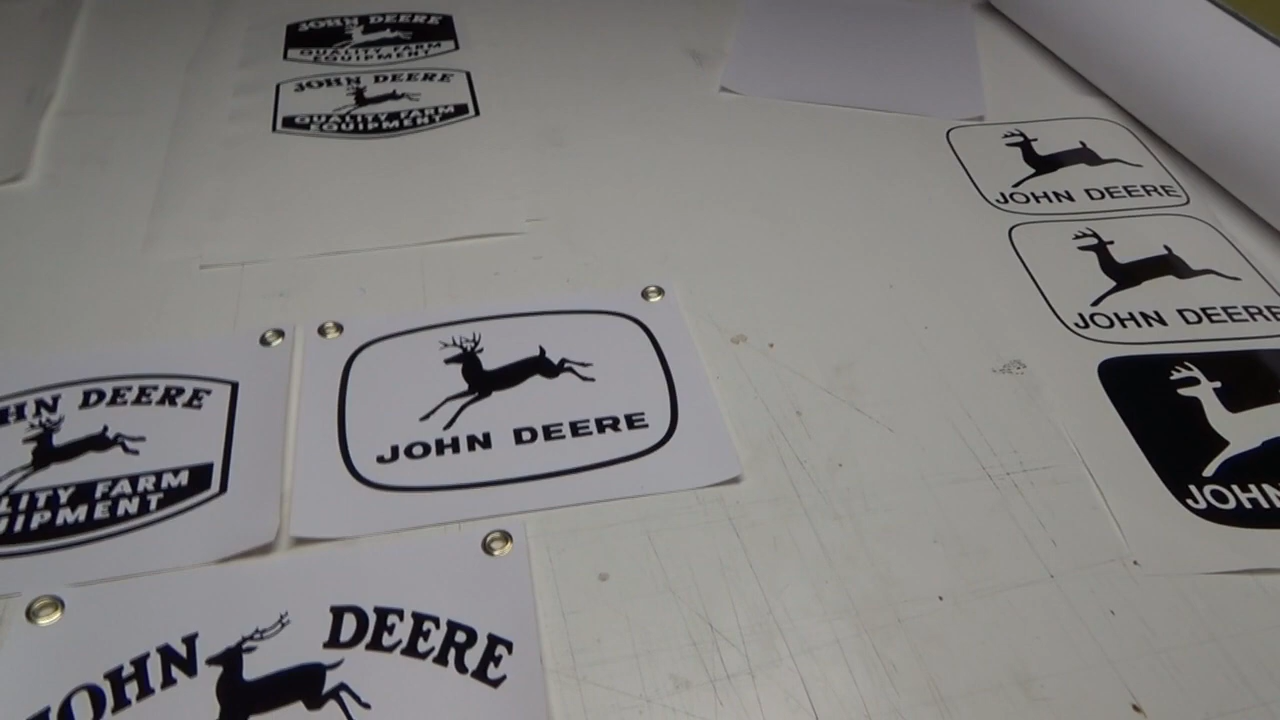 JOHN DEERE
QUALITY FARM
EQUIPMENT
JOHN DEERE
QUALITY FARM
EQUIPMENT
JOHN DEERE
JOHN DEERE
JOHN
HN DEERE
LITY FARM
UIPMENT
JOHN DEERE
JOHN DEERE